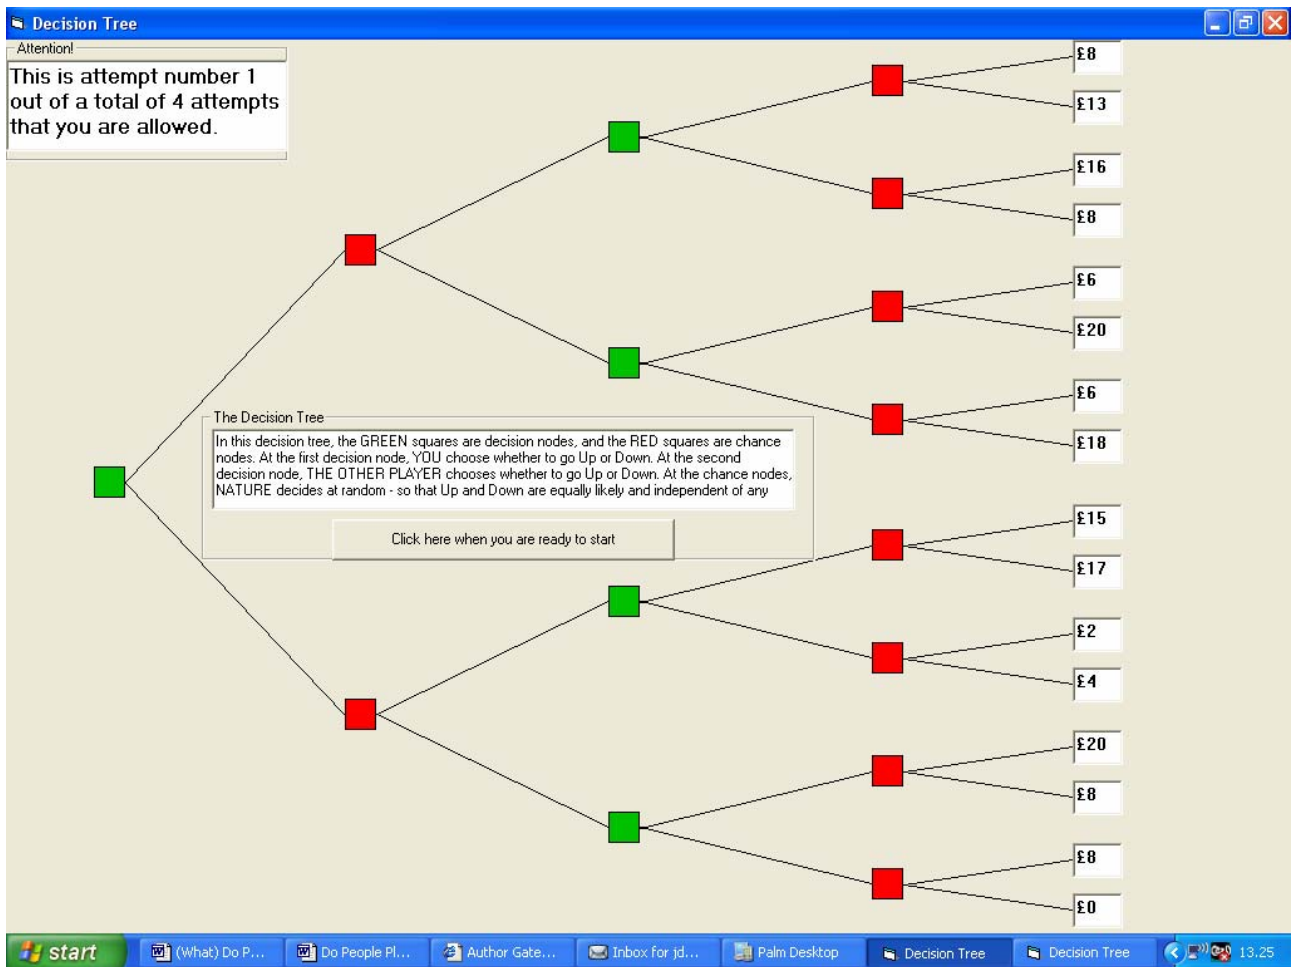 Decision Tree
Attention!
This is attempt number 1
out of a total of 4 attempts
that you are allowed.
£8
£13
£16
£8
£6
£20
£6
£18
The Decision Tree
In this decision tree, the GREEN squares are decision nodes, and the RED squares are chance
nodes. At the first decision node, YOU choose whether to go Up or Down. At the second
decision node, THE OTHER PLAYER chooses whether to go Up or Down. At the chance nodes,
NATURE decides at random - so that Up and Down are equally likely and independent of any
Click here when you are ready to start
£15
£17
£2
£4
£20
£8
£8
£0
start
(What) Do P...
Do People Pl...
Author Gate...
Inbox for jd...
Palm Desktop
Decision Tree
Decision Tree
13.25